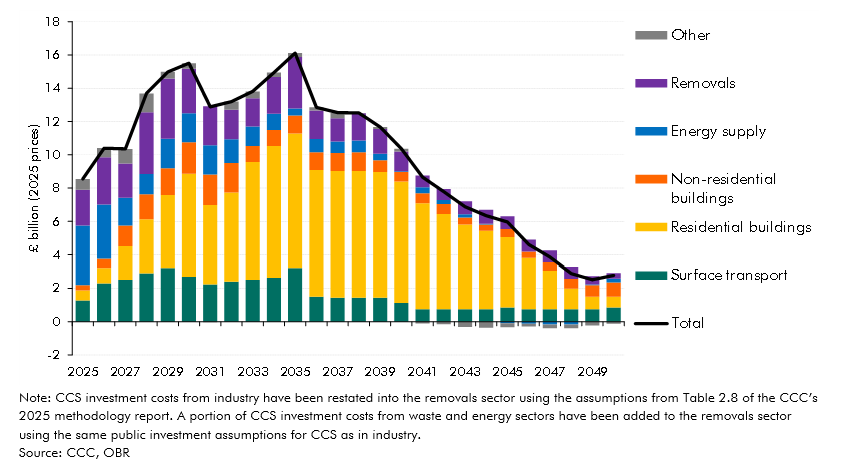 18
16
14
12
10
8
6
4
2
0
-2
£ billion (2025 prices)
2025 2027 2029 2031 2033 2035 2037 2039 2041 2043 2045 2047 2049
Other
Removals
Energy supply
Non-residential
buildings
Residential buildings
Surface transport
Total
Note: CCS investment costs from industry have been restated into the removals sector using the assumptions from Table 2.8 of the CCC’s
2025 methodology report. A portion of CCS investment costs from waste and energy sectors have been added to the removals sector
using the same public investment assumptions for CCS as in industry.
Source: CCC, OBR